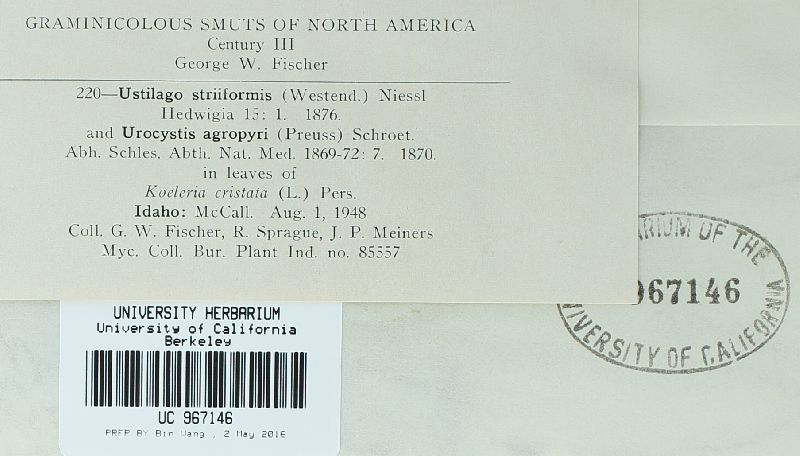 GRAMINICOLOUS SMUTS OF NORTH AMERICA
Century III
George W. Fischer
220—Ustilago striiformis (Westend.) Niessl
Hedwigia 15: 1. 1876.
and Urocystis agropyri (Preuss) Schroet.
Abh. Schles. Abth. Nat. Med. 1869-72: 7. 1870.
in leaves of
Koeleria cristata (L.) Pers.
Idaho: McCall. Aug. 1, 1948
Coll. G. W. Fischer, R. Sprague, J. P. Meiners
Myc. Coll. Bur. Plant Ind. no. 85557
ARIUM OF THE
967146
IVERSITY OF CALIFORNIA
UNIVERSITY HERBARIUM
University of California
Berkeley
UC 967146
PREP BY Bin Wang , 2 May 2016